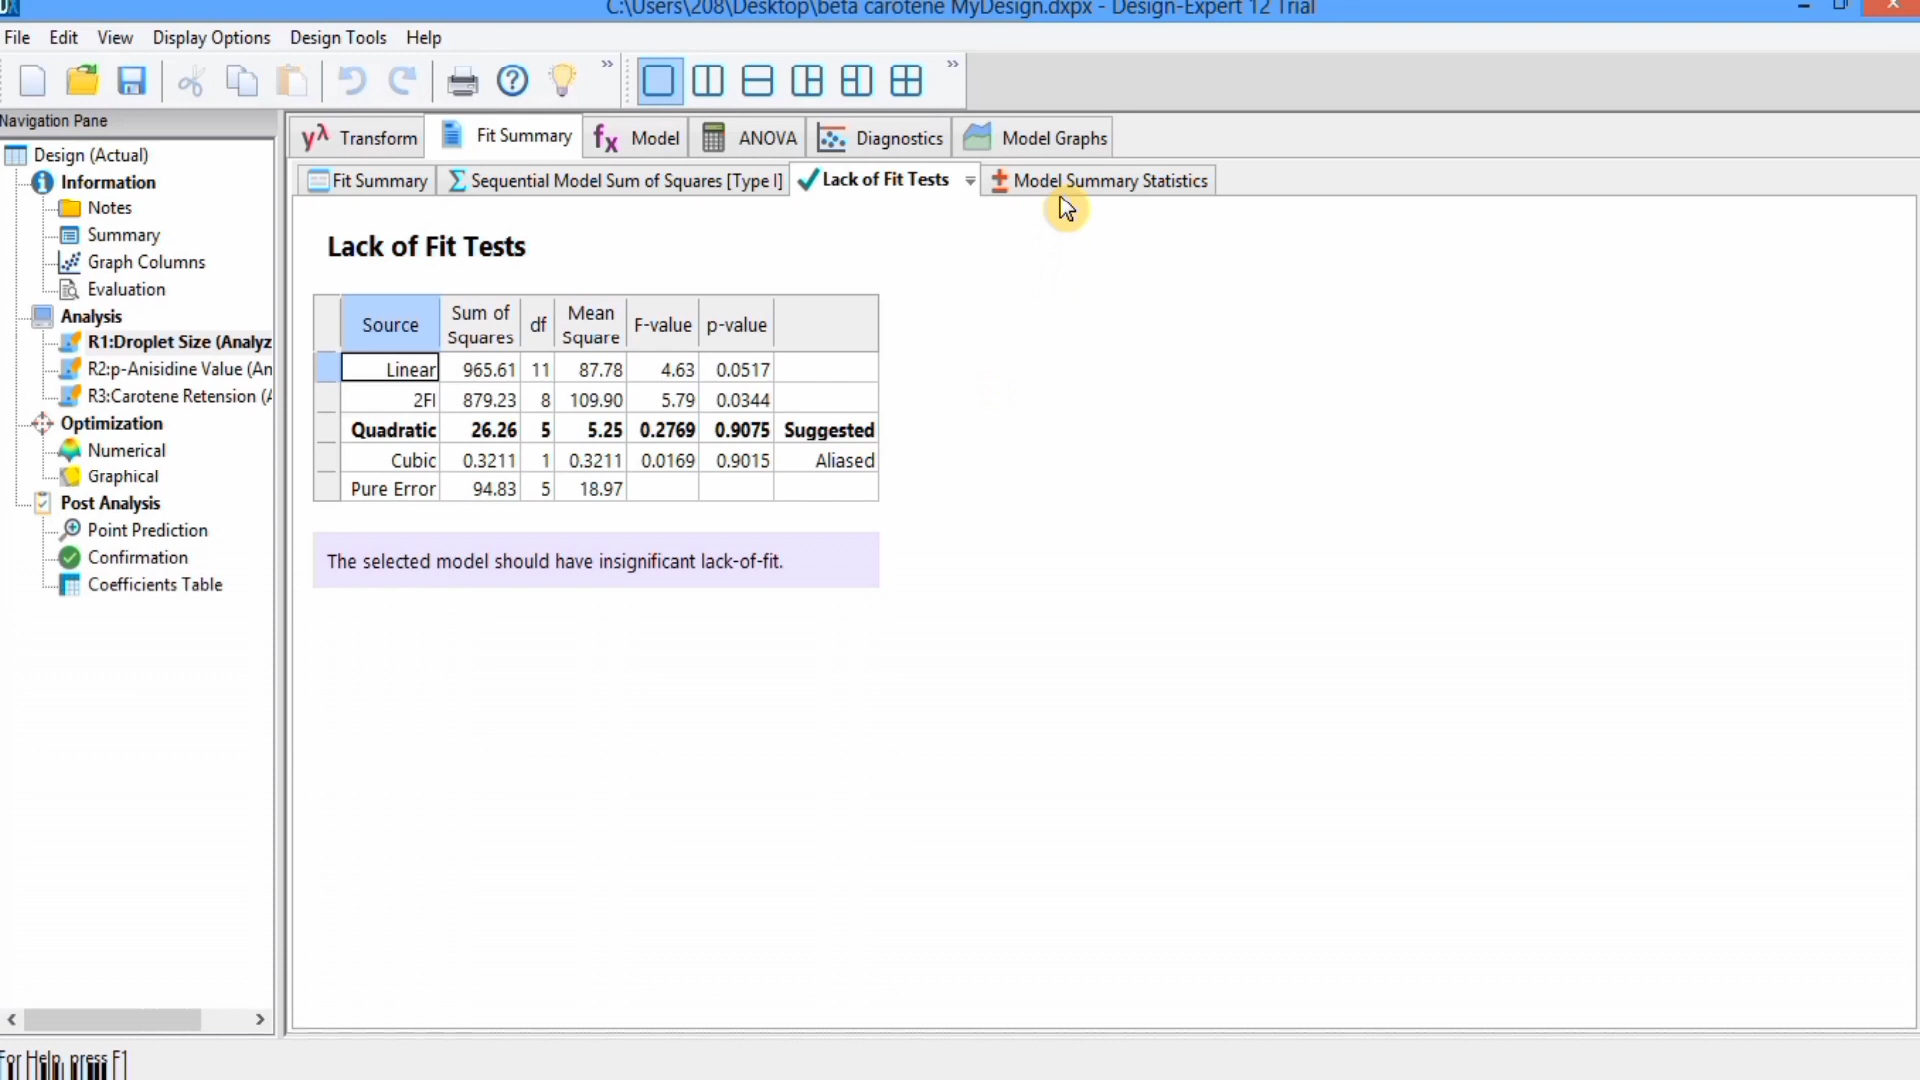 C:\Users\208\Desktop\beta carotene MyDesign.dxpx - Design-Expert 12 Trial
File Edit View Display Options Design Tools Help
Navigation Pane
Design (Actual)
Information
Notes
Summary
Graph Columns
Evaluation
Analysis
R1:Droplet Size (Analyz
R2:p-Anisidine Value (An
R3:Carotene Retension (A
Optimization
Numerical
Graphical
Post Analysis
Point Prediction
Confirmation
Coefficients Table
yλ Transform Fit Summary fx Model ANOVA Diagnostics Model Graphs
Fit Summary Σ Sequential Model Sum of Squares [Type I] Lack of Fit Tests ± Model Summary Statistics
Lack of Fit Tests
Source Sum of Squares df Mean Square F-value p-value
Linear 965.61 11 87.78 4.63 0.0517
2FI 879.23 8 109.90 5.79 0.0344
Quadratic 26.26 5 5.25 0.2769 0.9075 Suggested
Cubic 0.3211 1 0.3211 0.0169 0.9015 Aliased
Pure Error 94.83 5 18.97
The selected model should have insignificant lack-of-fit.
For Help, press F1